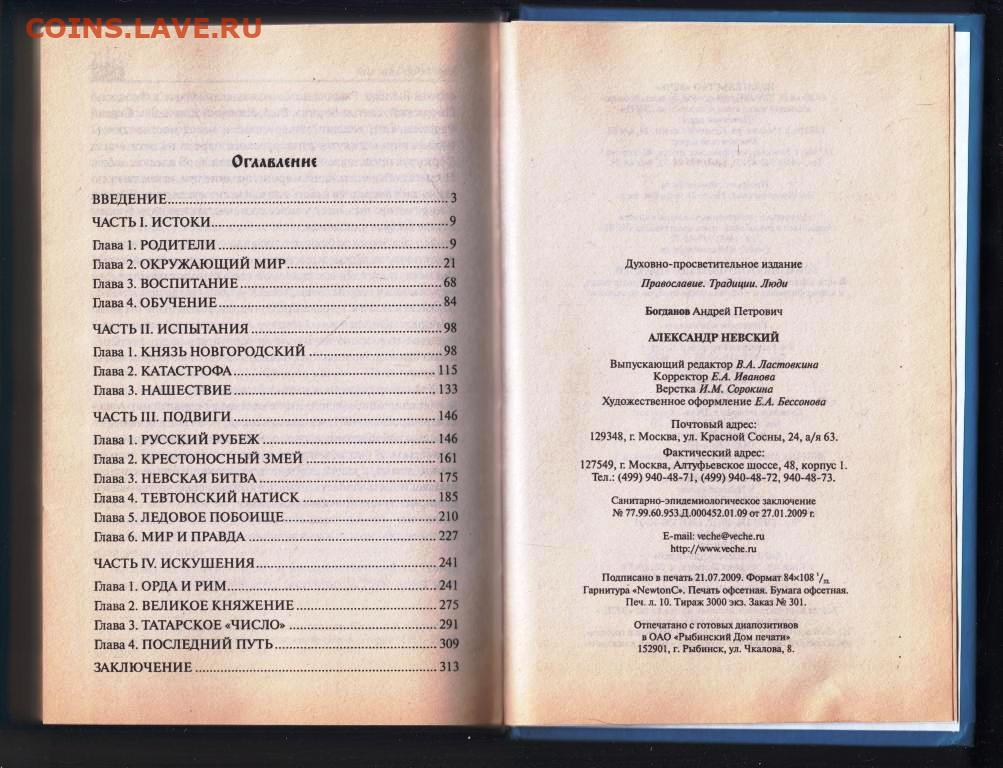 COINS.LAVE.RU
Оглавление
ВВЕДЕНИЕ....3
ЧАСТЬ I. ИСТОКИ....9
Глава 1. РОДИТЕЛИ....9
Глава 2. ОКРУЖАЮЩИЙ МИР....21
Глава 3. ВОСПИТАНИЕ....68
Глава 4. ОБУЧЕНИЕ....84
ЧАСТЬ II. ИСПЫТАНИЯ....98
Глава 1. КНЯЗЬ НОВГОРОДСКИЙ....98
Глава 2. КАТАСТРОФА....115
Глава 3. НАШЕСТВИЕ....133
ЧАСТЬ III. ПОДВИГИ....146
Глава 1. РУССКИЙ РУБЕЖ....146
Глава 2. КРЕСТОНОСНЫЙ ЗМЕЙ....161
Глава 3. НЕВСКАЯ БИТВА....175
Глава 4. ТЕВТОНСКИЙ НАТИСК....185
Глава 5. ЛЕДОВОЕ ПОБОИЩЕ....210
Глава 6. МИР И ПРАВДА....227
ЧАСТЬ IV. ИСКУШЕНИЯ....241
Глава 1. ОРДА И РИМ....241
Глава 2. ВЕЛИКОЕ КНЯЖЕНИЕ....275
Глава 3. ТАТАРСКОЕ «ЧИСЛО»....291
Глава 4. ПОСЛЕДНИЙ ПУТЬ....309
ЗАКЛЮЧЕНИЕ....313
Духовно-просветительное издание
Православие. Традиции. Люди
Богданов Андрей Петрович
АЛЕКСАНДР НЕВСКИЙ
Выпускающий редактор В.А. Ластовкина
Корректор Е.А. Иванова
Верстка И.М. Сорокина
Художественное оформление Е.А. Бессонова
Почтовый адрес:
129348, г. Москва, ул. Красной Сосны, 24, а/я 63.
Фактический адрес:
127549, г. Москва, Алтуфьевское шоссе, 48, корпус 1.
Тел.: (499) 940-48-71, (499) 940-48-72, 940-48-73.
Санитарно-эпидемиологическое заключение
№ 77.99.60.953.Д.000452.01.09 от 27.01.2009 г.
E-mail: veche@veche.ru
http://www.veche.ru
Подписано в печать 21.07.2009. Формат 84×108 1/32
Гарнитура «NewtonC». Печать офсетная. Бумага офсетная.
Печ. л. 10. Тираж 3000 экз. Заказ № 301.
Отпечатано с готовых диапозитивов
в ОАО «Рыбинский Дом печати»
152901, г. Рыбинск, ул. Чкалова, 8.